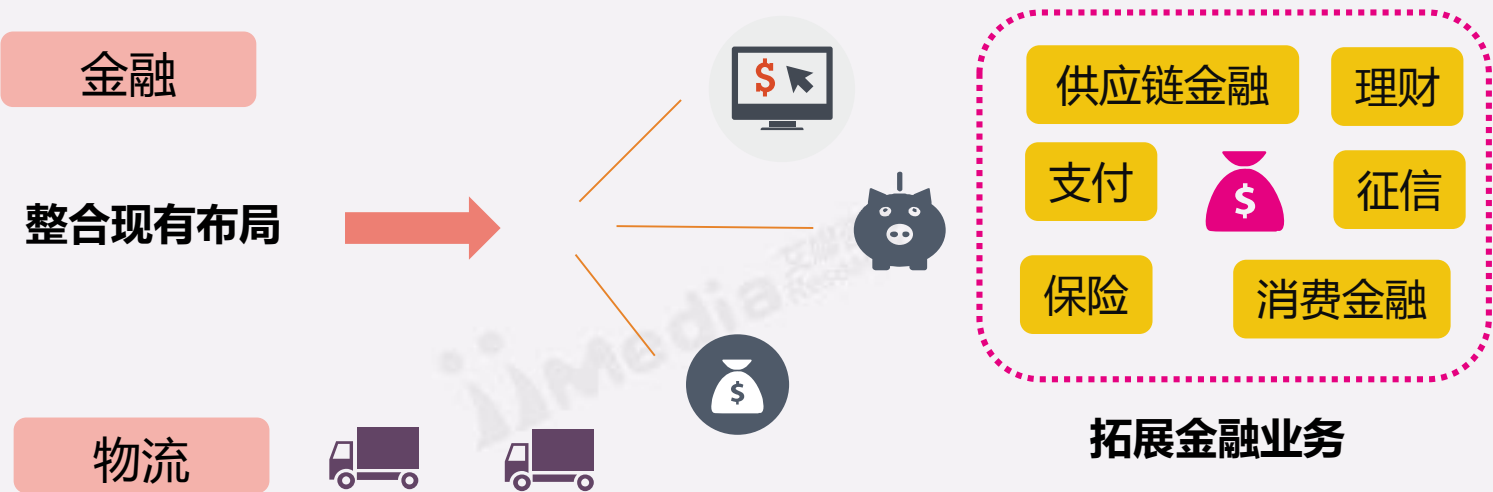 金融
整合现有布局
供应链金融
理财
支付
征信
保险
消费金融
拓展金融业务
物流
iiMedia